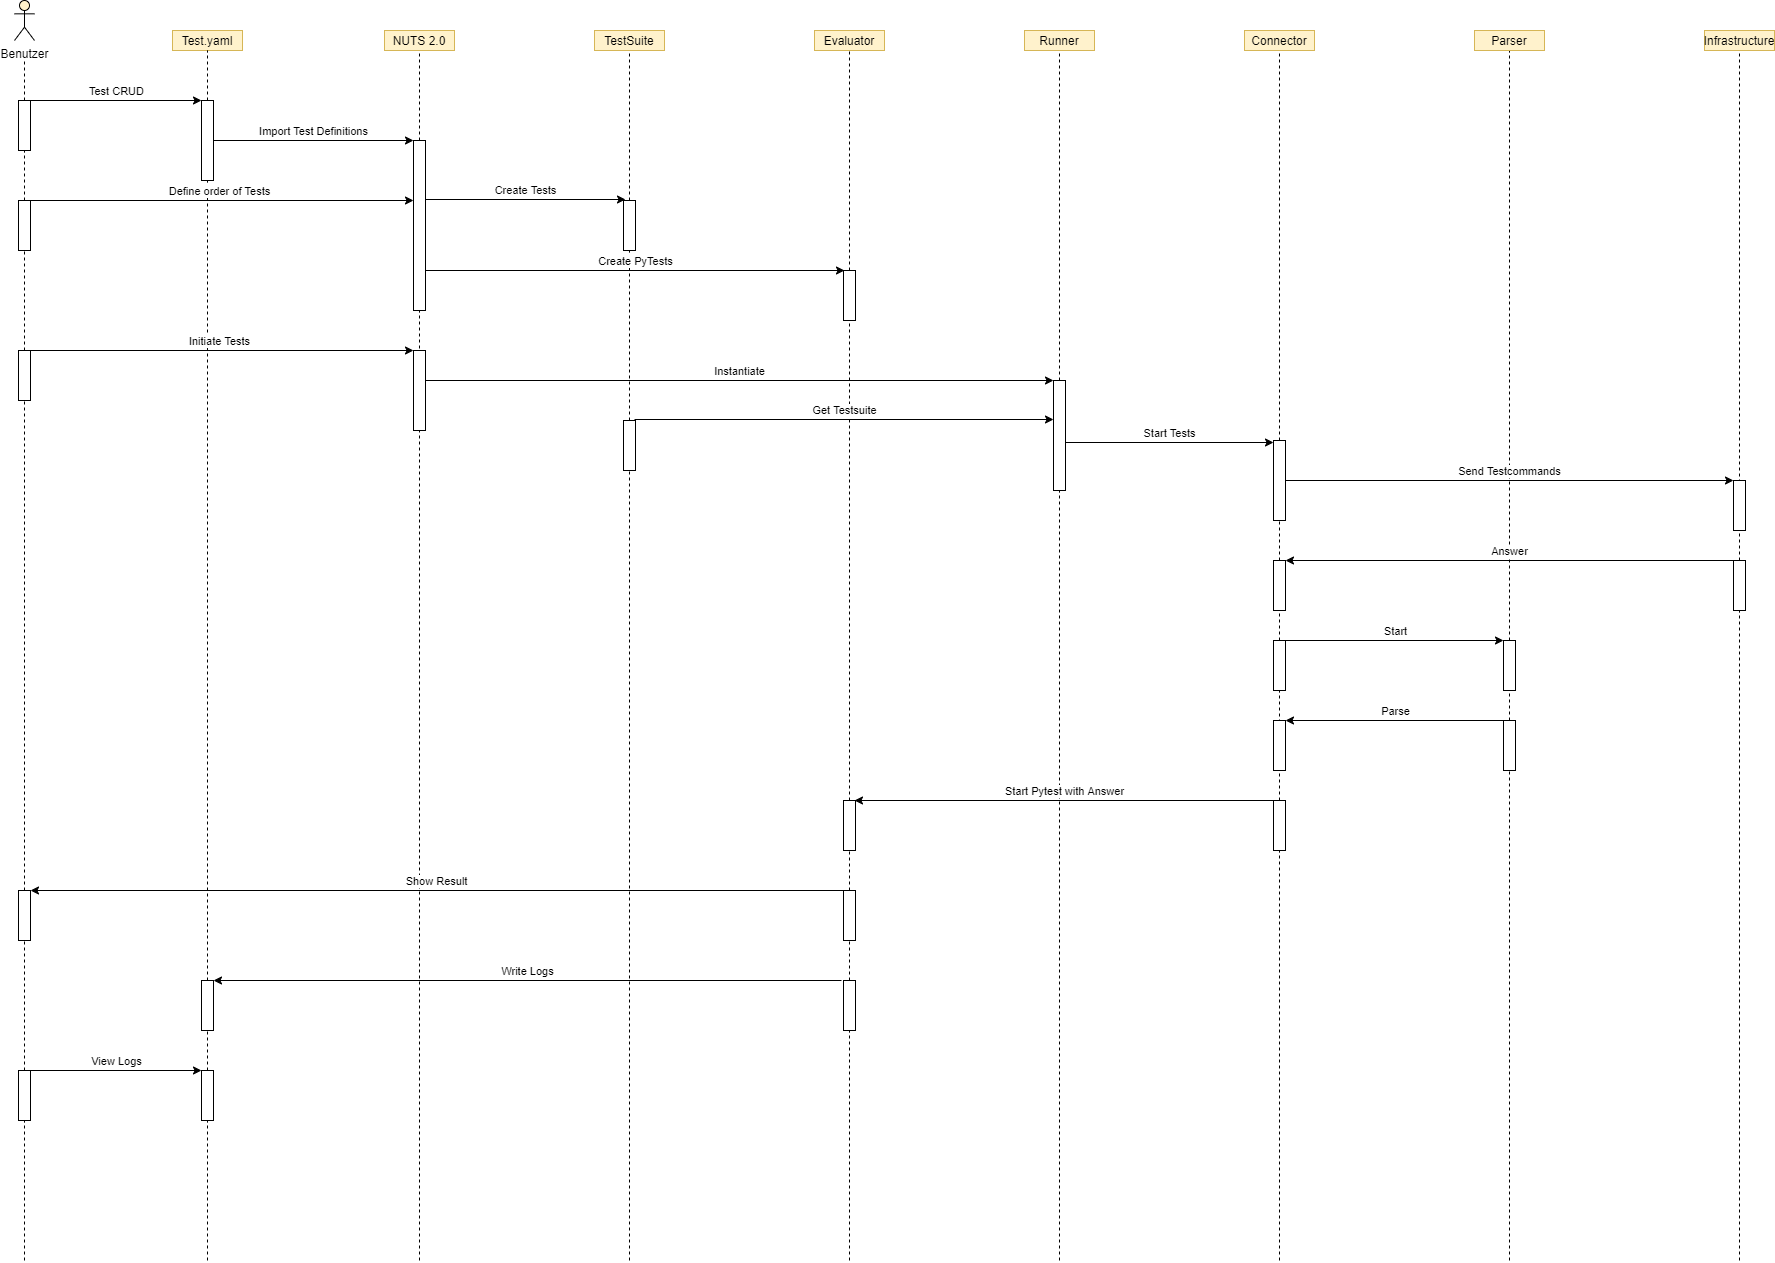 Benutzer
Test.yaml
NUTS 2.0
TestSuite
Evaluator
Runner
Connector
Parser
Infrastructure
Test CRUD
Import Test Definitions
Define order of Tests
Create Tests
Create PyTests
Initiate Tests
Instantiate
Get Testsuite
Start Tests
Send Testcommands
Answer
Start
Parse
Start Pytest with Answer
Show Result
Write Logs
View Logs